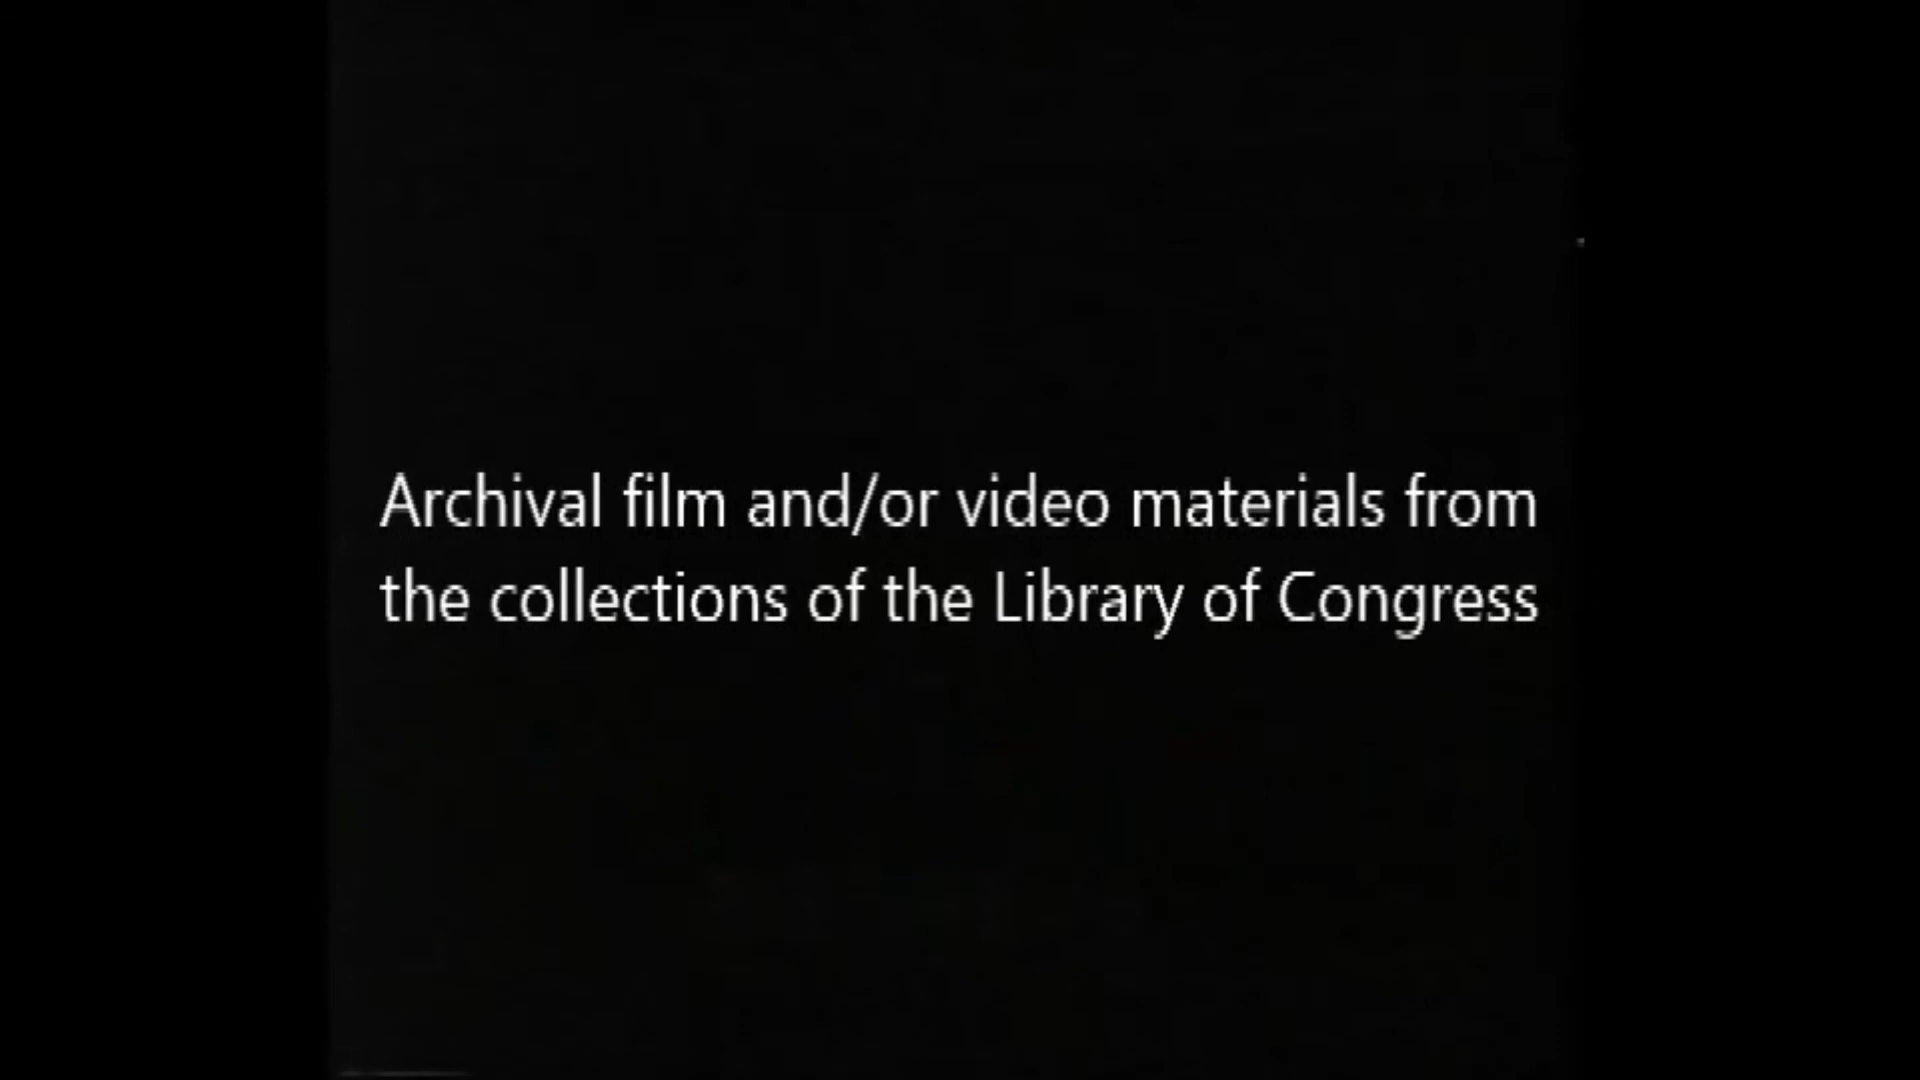 Archival film and/or video materials from
the collections of the Library of Congress